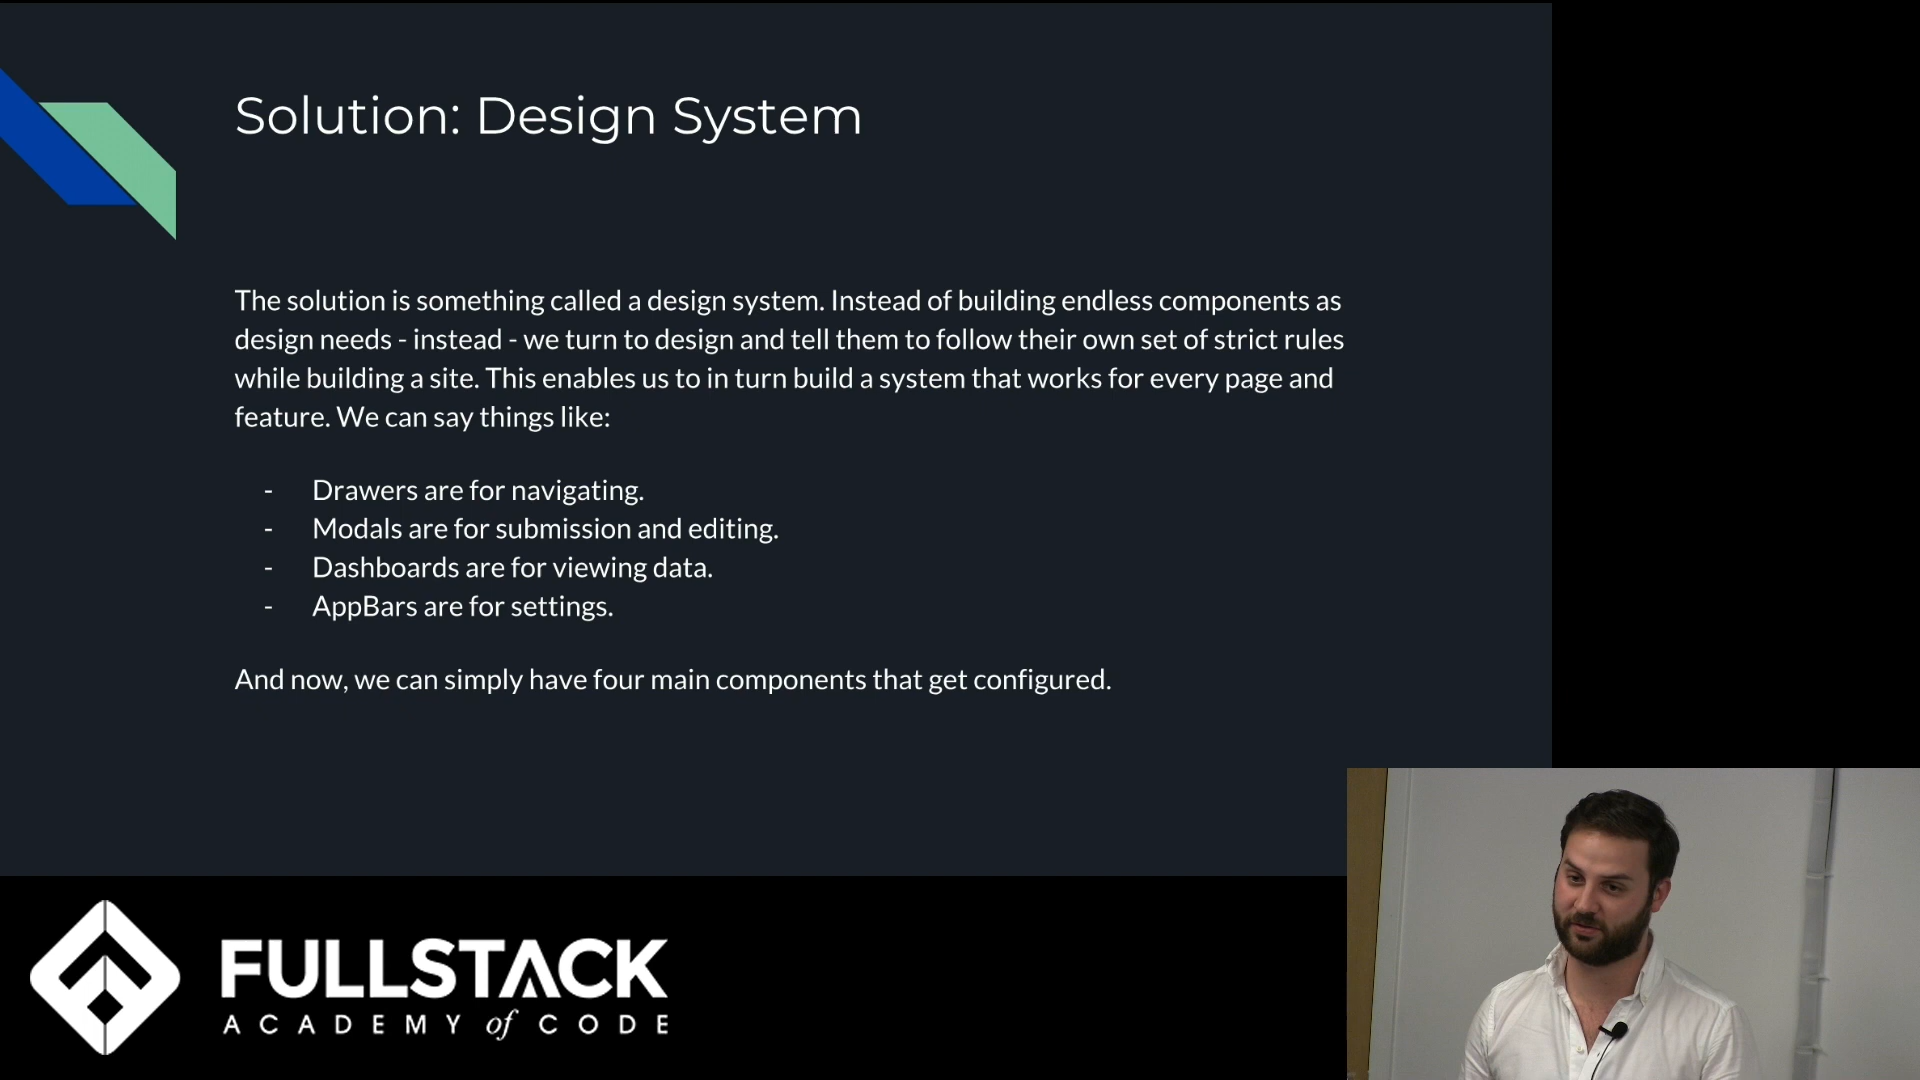 Solution: Design System
The solution is something called a design system. Instead of building endless components as
design needs - instead - we turn to design and tell them to follow their own set of strict rules
while building a site. This enables us to in turn build a system that works for every page and
feature. We can say things like:
- Drawers are for navigating.
- Modals are for submission and editing.
- Dashboards are for viewing data.
- AppBars are for settings.
And now, we can simply have four main components that get configured.
FULLSTACK
ACADEMY of CODE